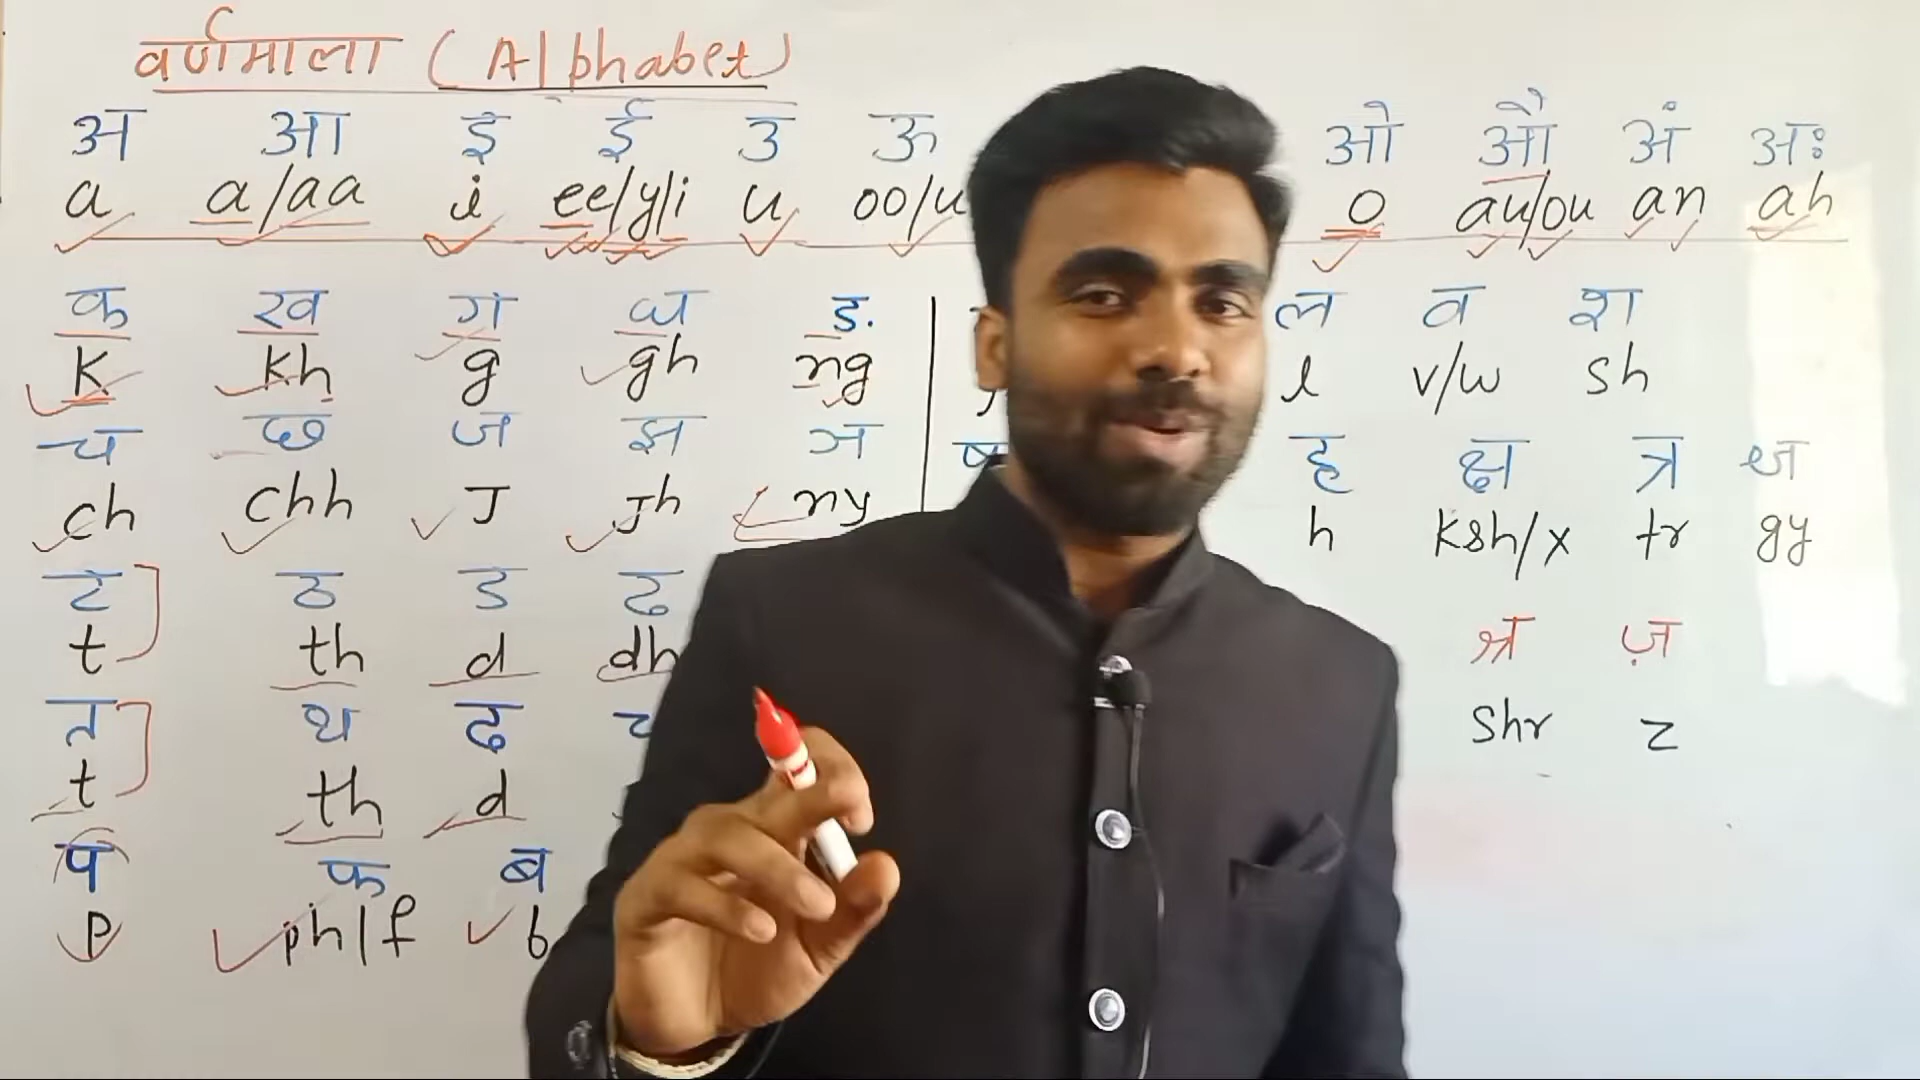 वर्णमाला (Alphabet)
अ आ इ ई उ ऊ ओ औ अं अः
a a/aa i ee/y/i u oo/u o au/ou an ah
क ख ग घ ङ ल व श
K Kh g gh ng l v/w sh
च छ ज झ ञ ष ह क्ष त्र ज्ञ
ch chh J Jh ny h Ksh/x tr gy
ट ठ ड ढ श्र ज़
t th d dh Shr z
त थ द
t th d
प फ ब
p ph/f b